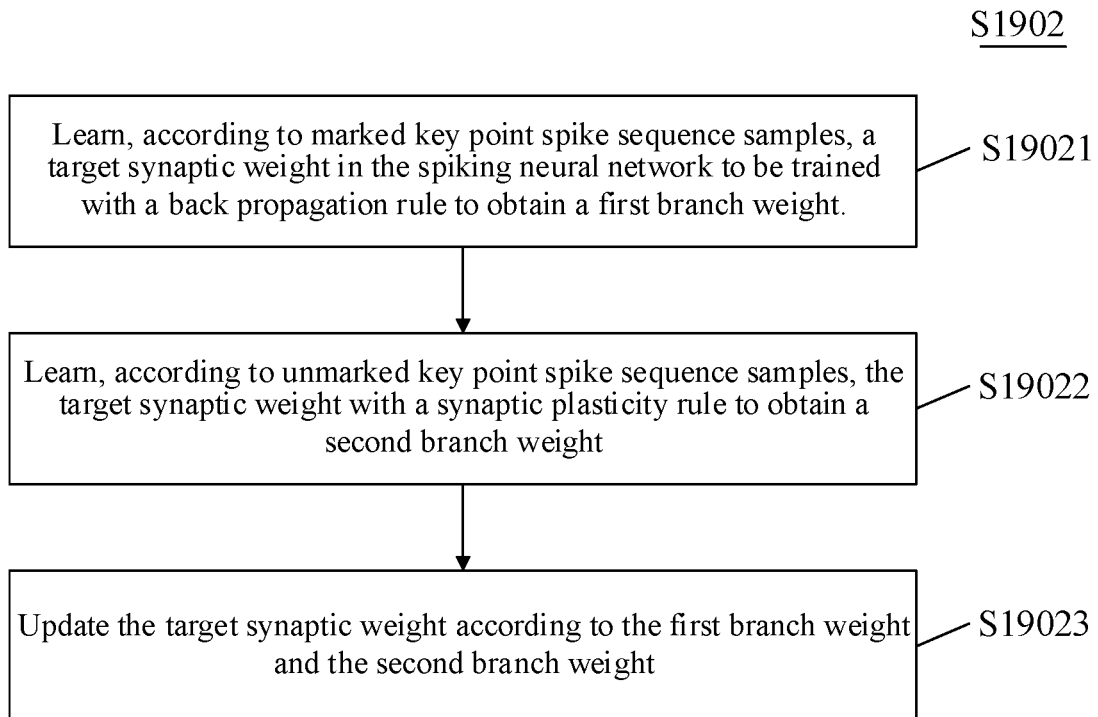 S1902
Learn, according to marked key point spike sequence samples, a
target synaptic weight in the spiking neural network to be trained
with a back propagation rule to obtain a first branch weight.
S19021
Learn, according to unmarked key point spike sequence samples, the
target synaptic weight with a synaptic plasticity rule to obtain a
second branch weight
S19022
Update the target synaptic weight according to the first branch weight
and the second branch weight
S19023